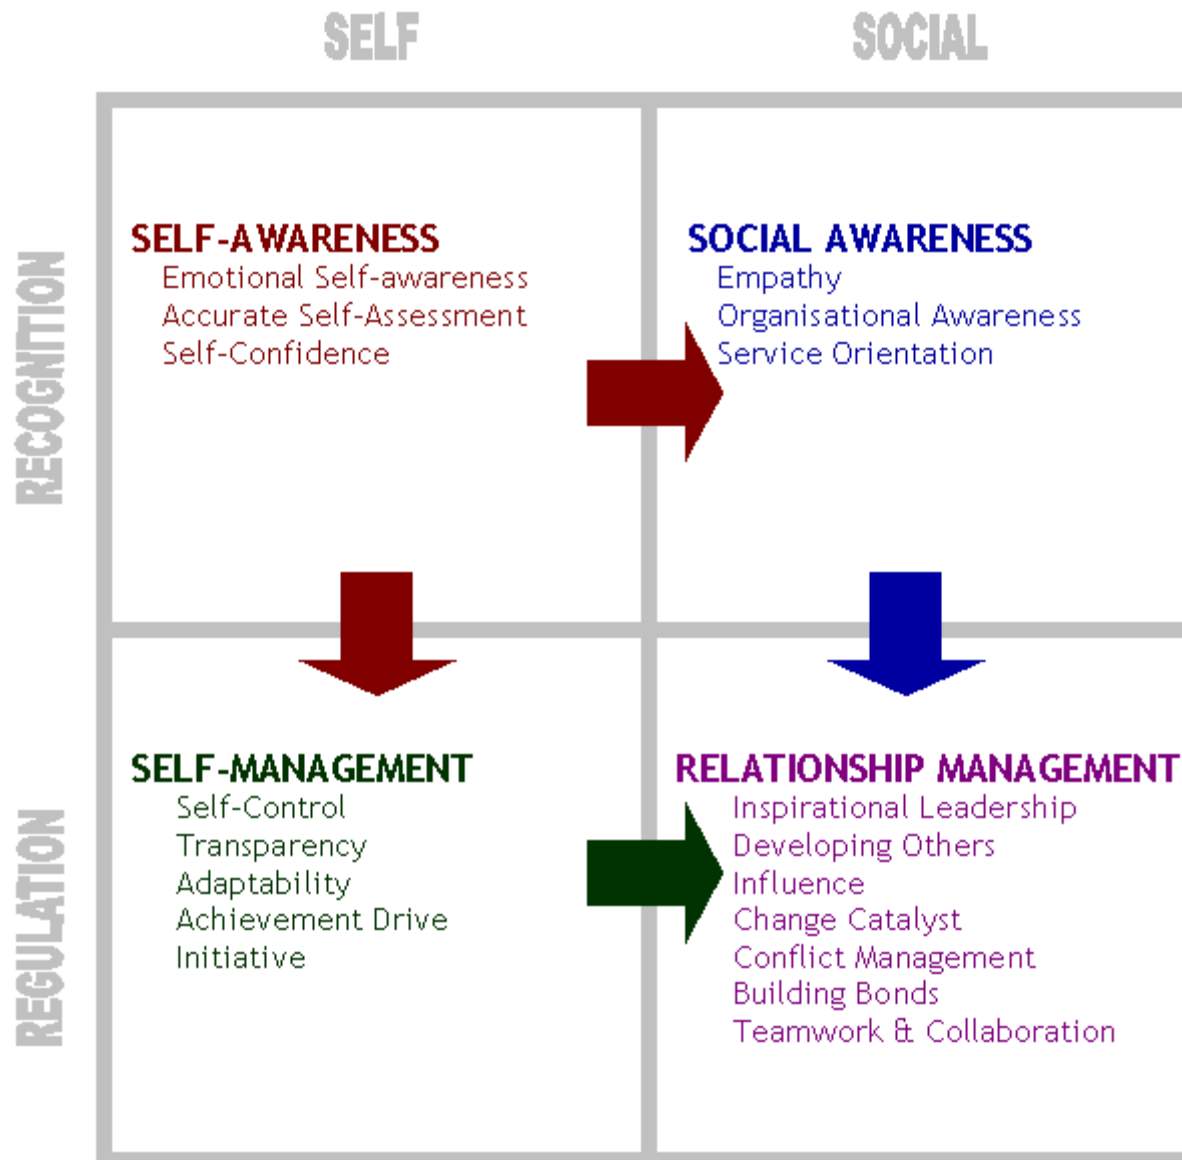 SELF
SOCIAL
RECOGNITION
SELF-AWARENESS
Emotional Self-awareness
Accurate Self-Assessment
Self-Confidence
SOCIAL AWARENESS
Empathy
Organisational Awareness
Service Orientation
REGULATION
SELF-MANAGEMENT
Self-Control
Transparency
Adaptability
Achievement Drive
Initiative
RELATIONSHIP MANAGEMENT
Inspirational Leadership
Developing Others
Influence
Change Catalyst
Conflict Management
Building Bonds
Teamwork & Collaboration